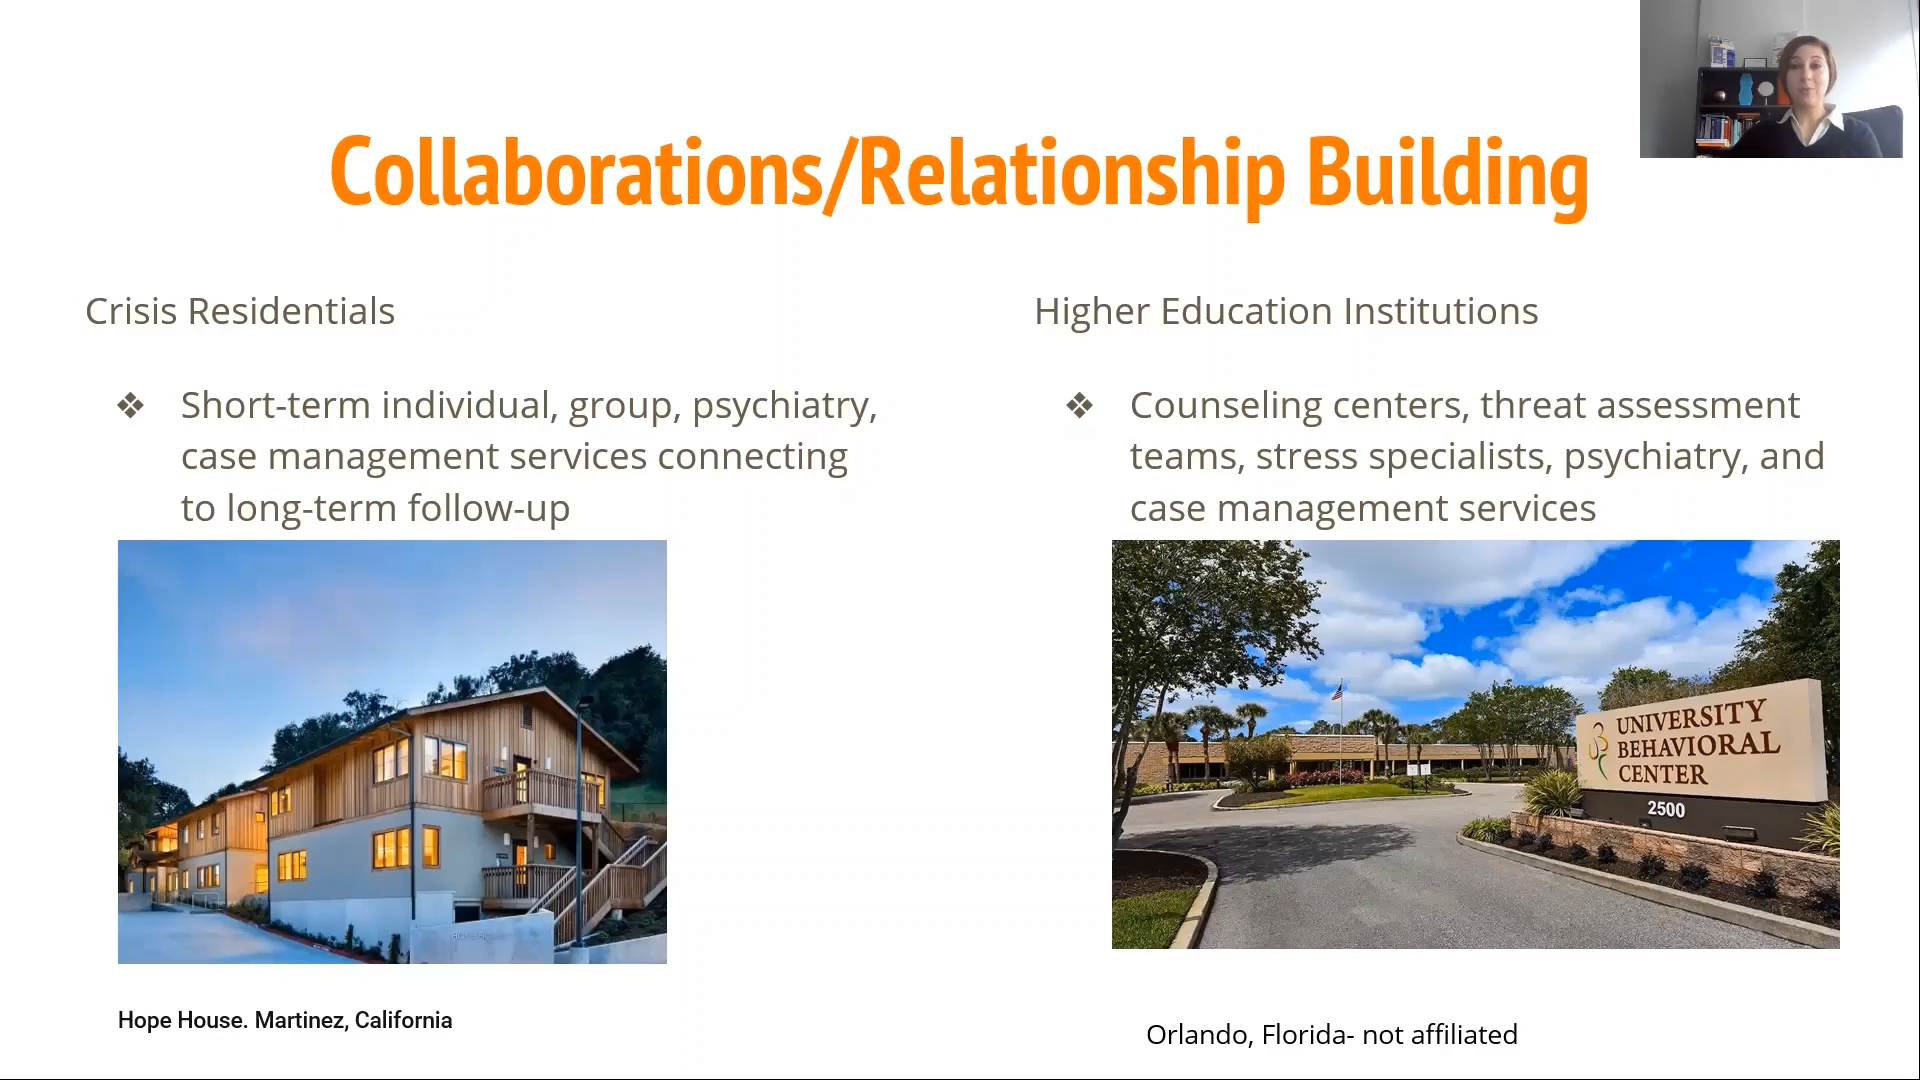 Collaborations/Relationship Building
Crisis Residentials
❖ Short-term individual, group, psychiatry,
case management services connecting
to long-term follow-up
Hope House. Martinez, California
Higher Education Institutions
❖ Counseling centers, threat assessment
teams, stress specialists, psychiatry, and
case management services
UNIVERSITY
BEHAVIORAL
CENTER
2500
Orlando, Florida- not affiliated